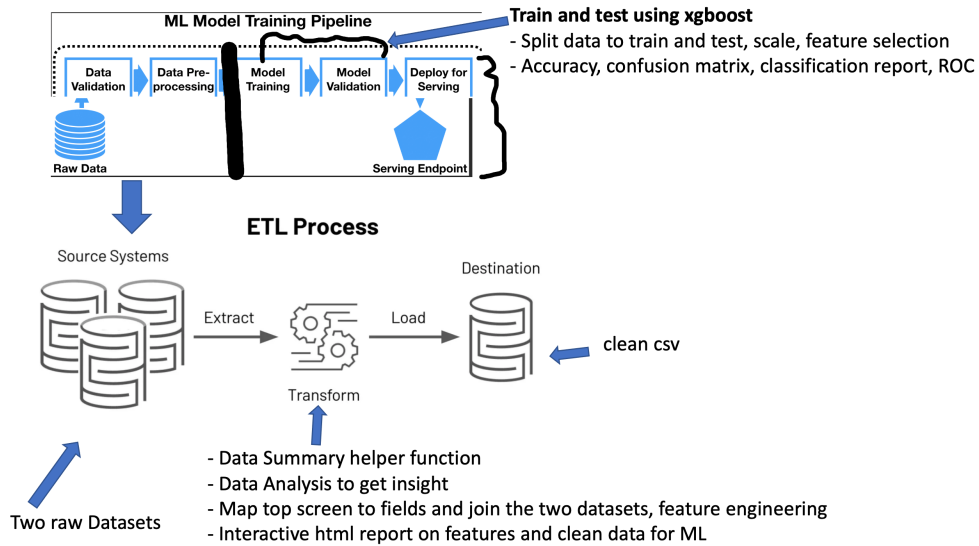 ML Model Training Pipeline
Train and test using xgboost
- Split data to train and test, scale, feature selection
- Accuracy, confusion matrix, classification report, ROC
Data
Validation
Data Pre-
processing
Model
Training
Model
Validation
Deploy for
Serving
Raw Data
Serving Endpoint
ETL Process
Source Systems
Extract
Load
Destination
clean csv
Transform
- Data Summary helper function
- Data Analysis to get insight
- Map top screen to fields and join the two datasets, feature engineering
- Interactive html report on features and clean data for ML
Two raw Datasets